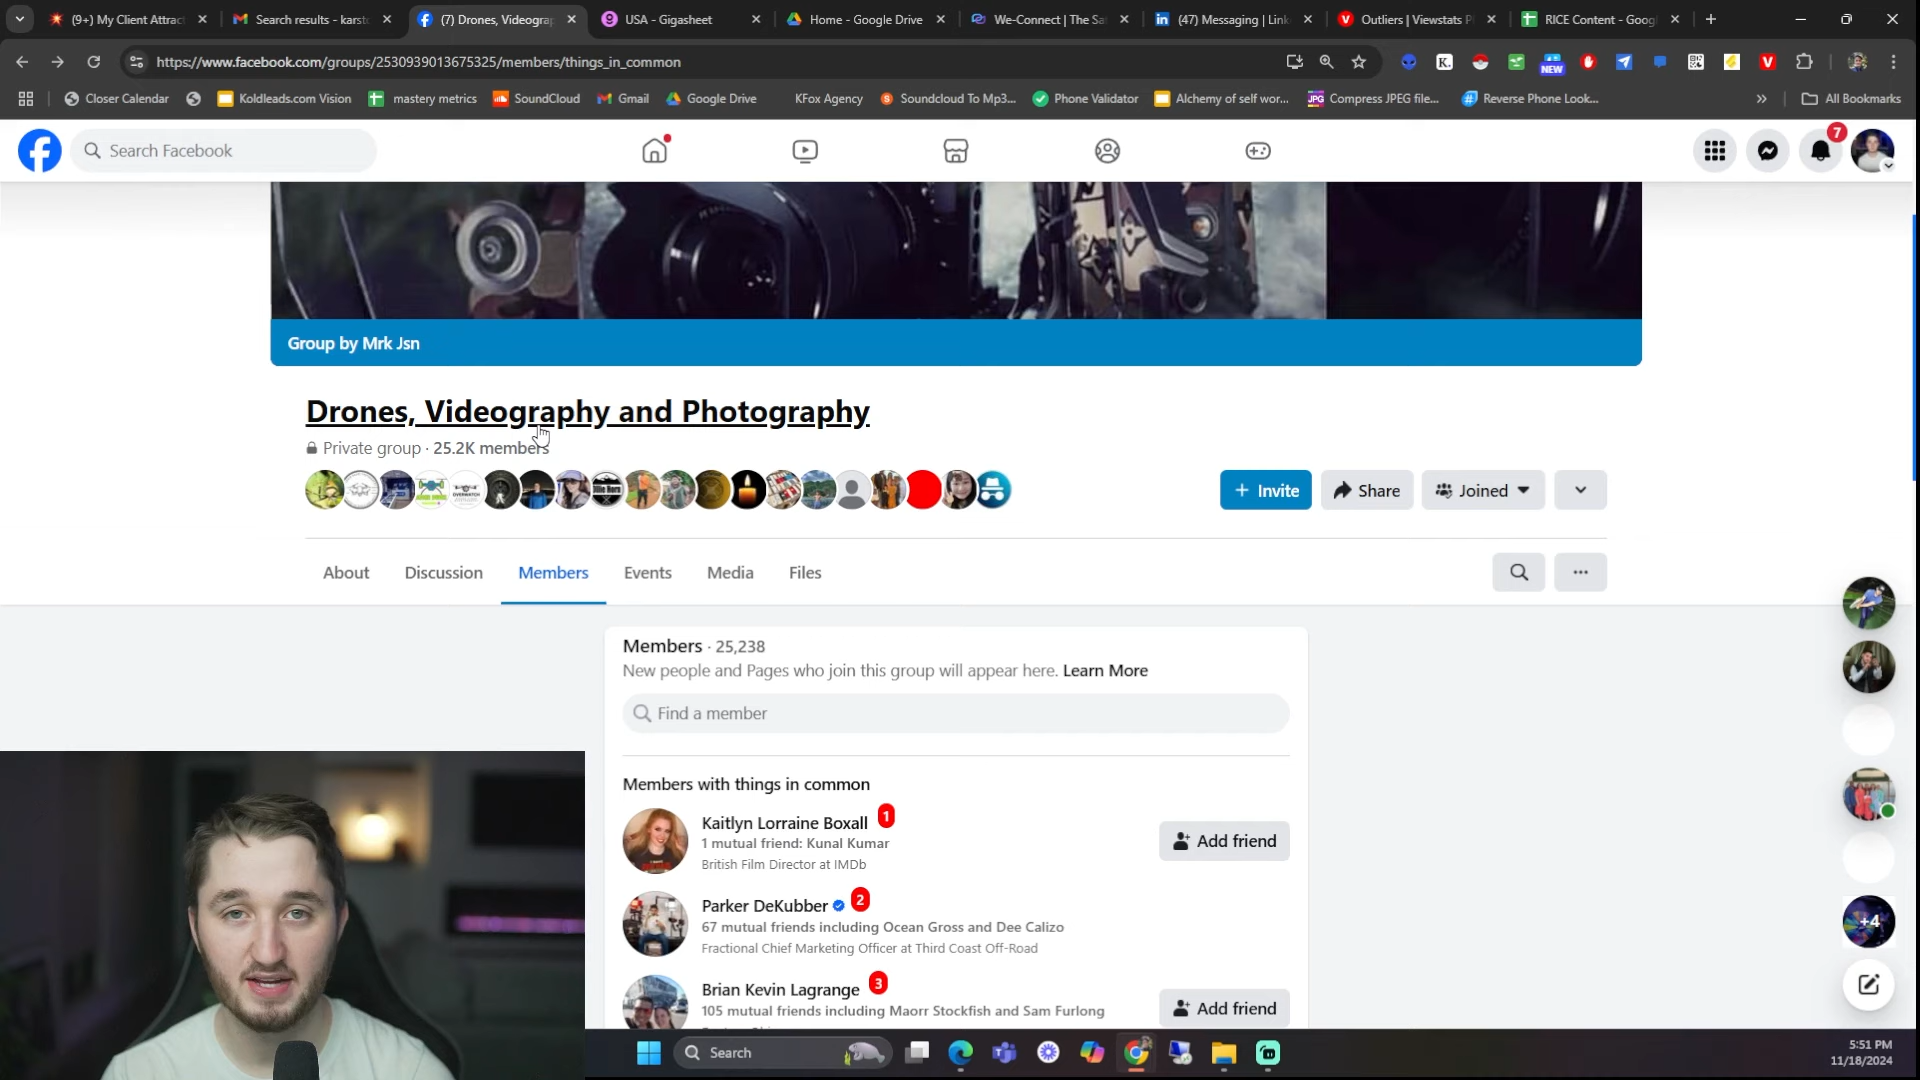 (9+) My Client Attrac
Search results - karst
(7) Drones, Videogra
USA - Gigasheet
Home - Google Drive
We-Connect | The Sa
(47) Messaging | Link
Outliers | Viewstats P
RICE Content - Goog
https://www.facebook.com/groups/2530939013675325/members/things_in_common
K.
NEW
V
Closer Calendar
Koldleads.com Vision
mastery metrics
SoundCloud
Gmail
Google Drive
KFox Agency
Soundcloud To Mp3...
Phone Validator
Alchemy of self wor...
JPG
Compress JPEG file...
Reverse Phone Look...
All Bookmarks
Search Facebook
7
Group by Mrk Jsn
Drones, Videography and Photography
Private group · 25.2K members
+ Invite
Share
Joined
About
Discussion
Members
Events
Media
Files
Members · 25,238
New people and Pages who join this group will appear here. Learn More
Find a member
Members with things in common
Kaitlyn Lorraine Boxall 1
1 mutual friend: Kunal Kumar
British Film Director at IMDb
Add friend
Parker DeKubber 2
67 mutual friends including Ocean Gross and Dee Calizo
Fractional Chief Marketing Officer at Third Coast Off-Road
+4
Brian Kevin Lagrange 3
105 mutual friends including Maorr Stockfish and Sam Furlong
Add friend
Search
5:51 PM
11/18/2024